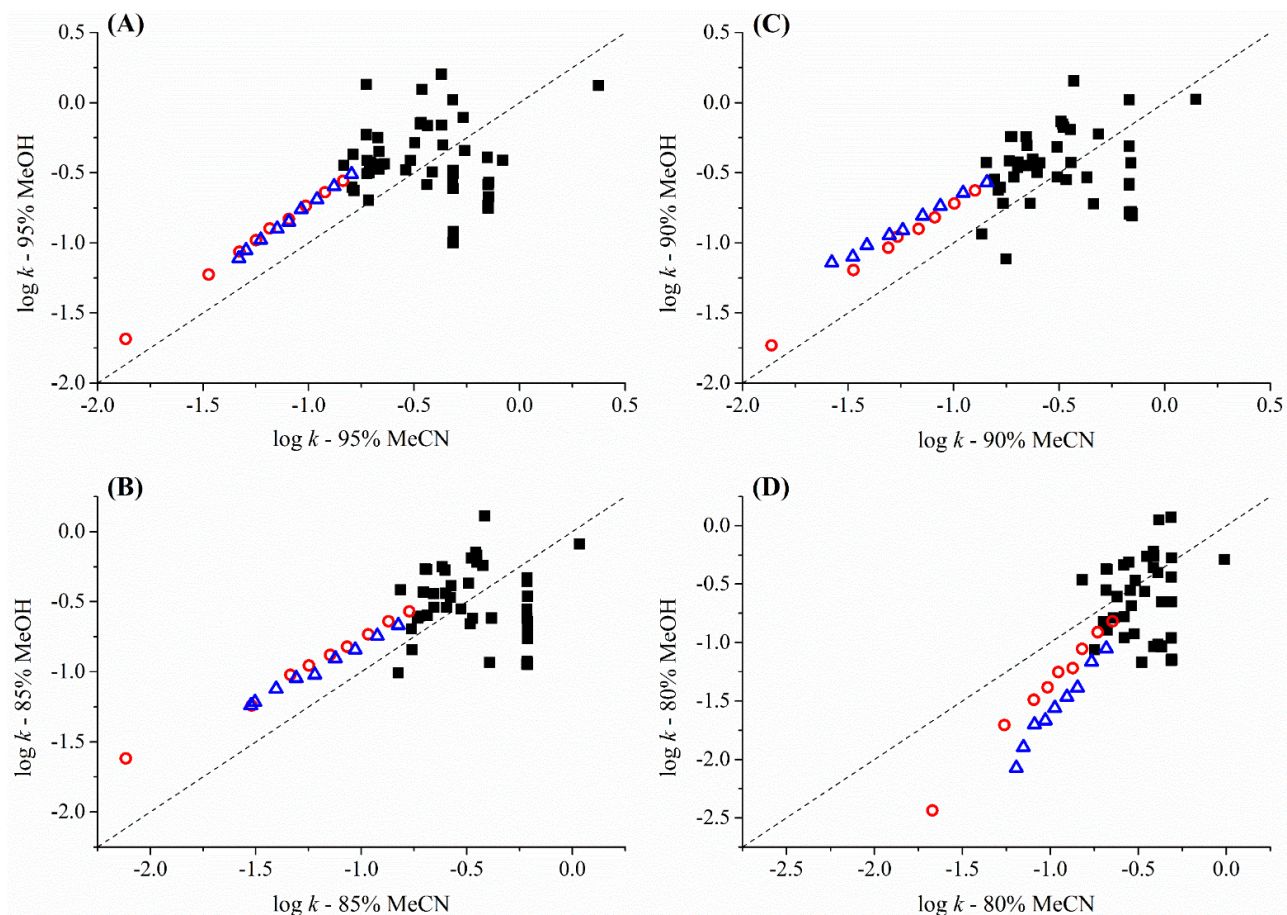 (A)
0.5
0.0
-0.5
-1.0
-1.5
-2.0
log k - 95% MeOH
-2.0 -1.5 -1.0 -0.5 0.0 0.5
log k - 95% MeCN
(C)
0.5
0.0
-0.5
-1.0
-1.5
-2.0
log k - 90% MeOH
-2.0 -1.5 -1.0 -0.5 0.0 0.5
log k - 90% MeCN
(B)
0.0
-0.5
-1.0
-1.5
-2.0
log k - 85% MeOH
-2.0 -1.5 -1.0 -0.5 0.0
log k - 85% MeCN
(D)
0.0
-0.5
-1.0
-1.5
-2.0
-2.5
log k - 80% MeOH
-2.5 -2.0 -1.5 -1.0 -0.5 0.0
log k - 80% MeCN